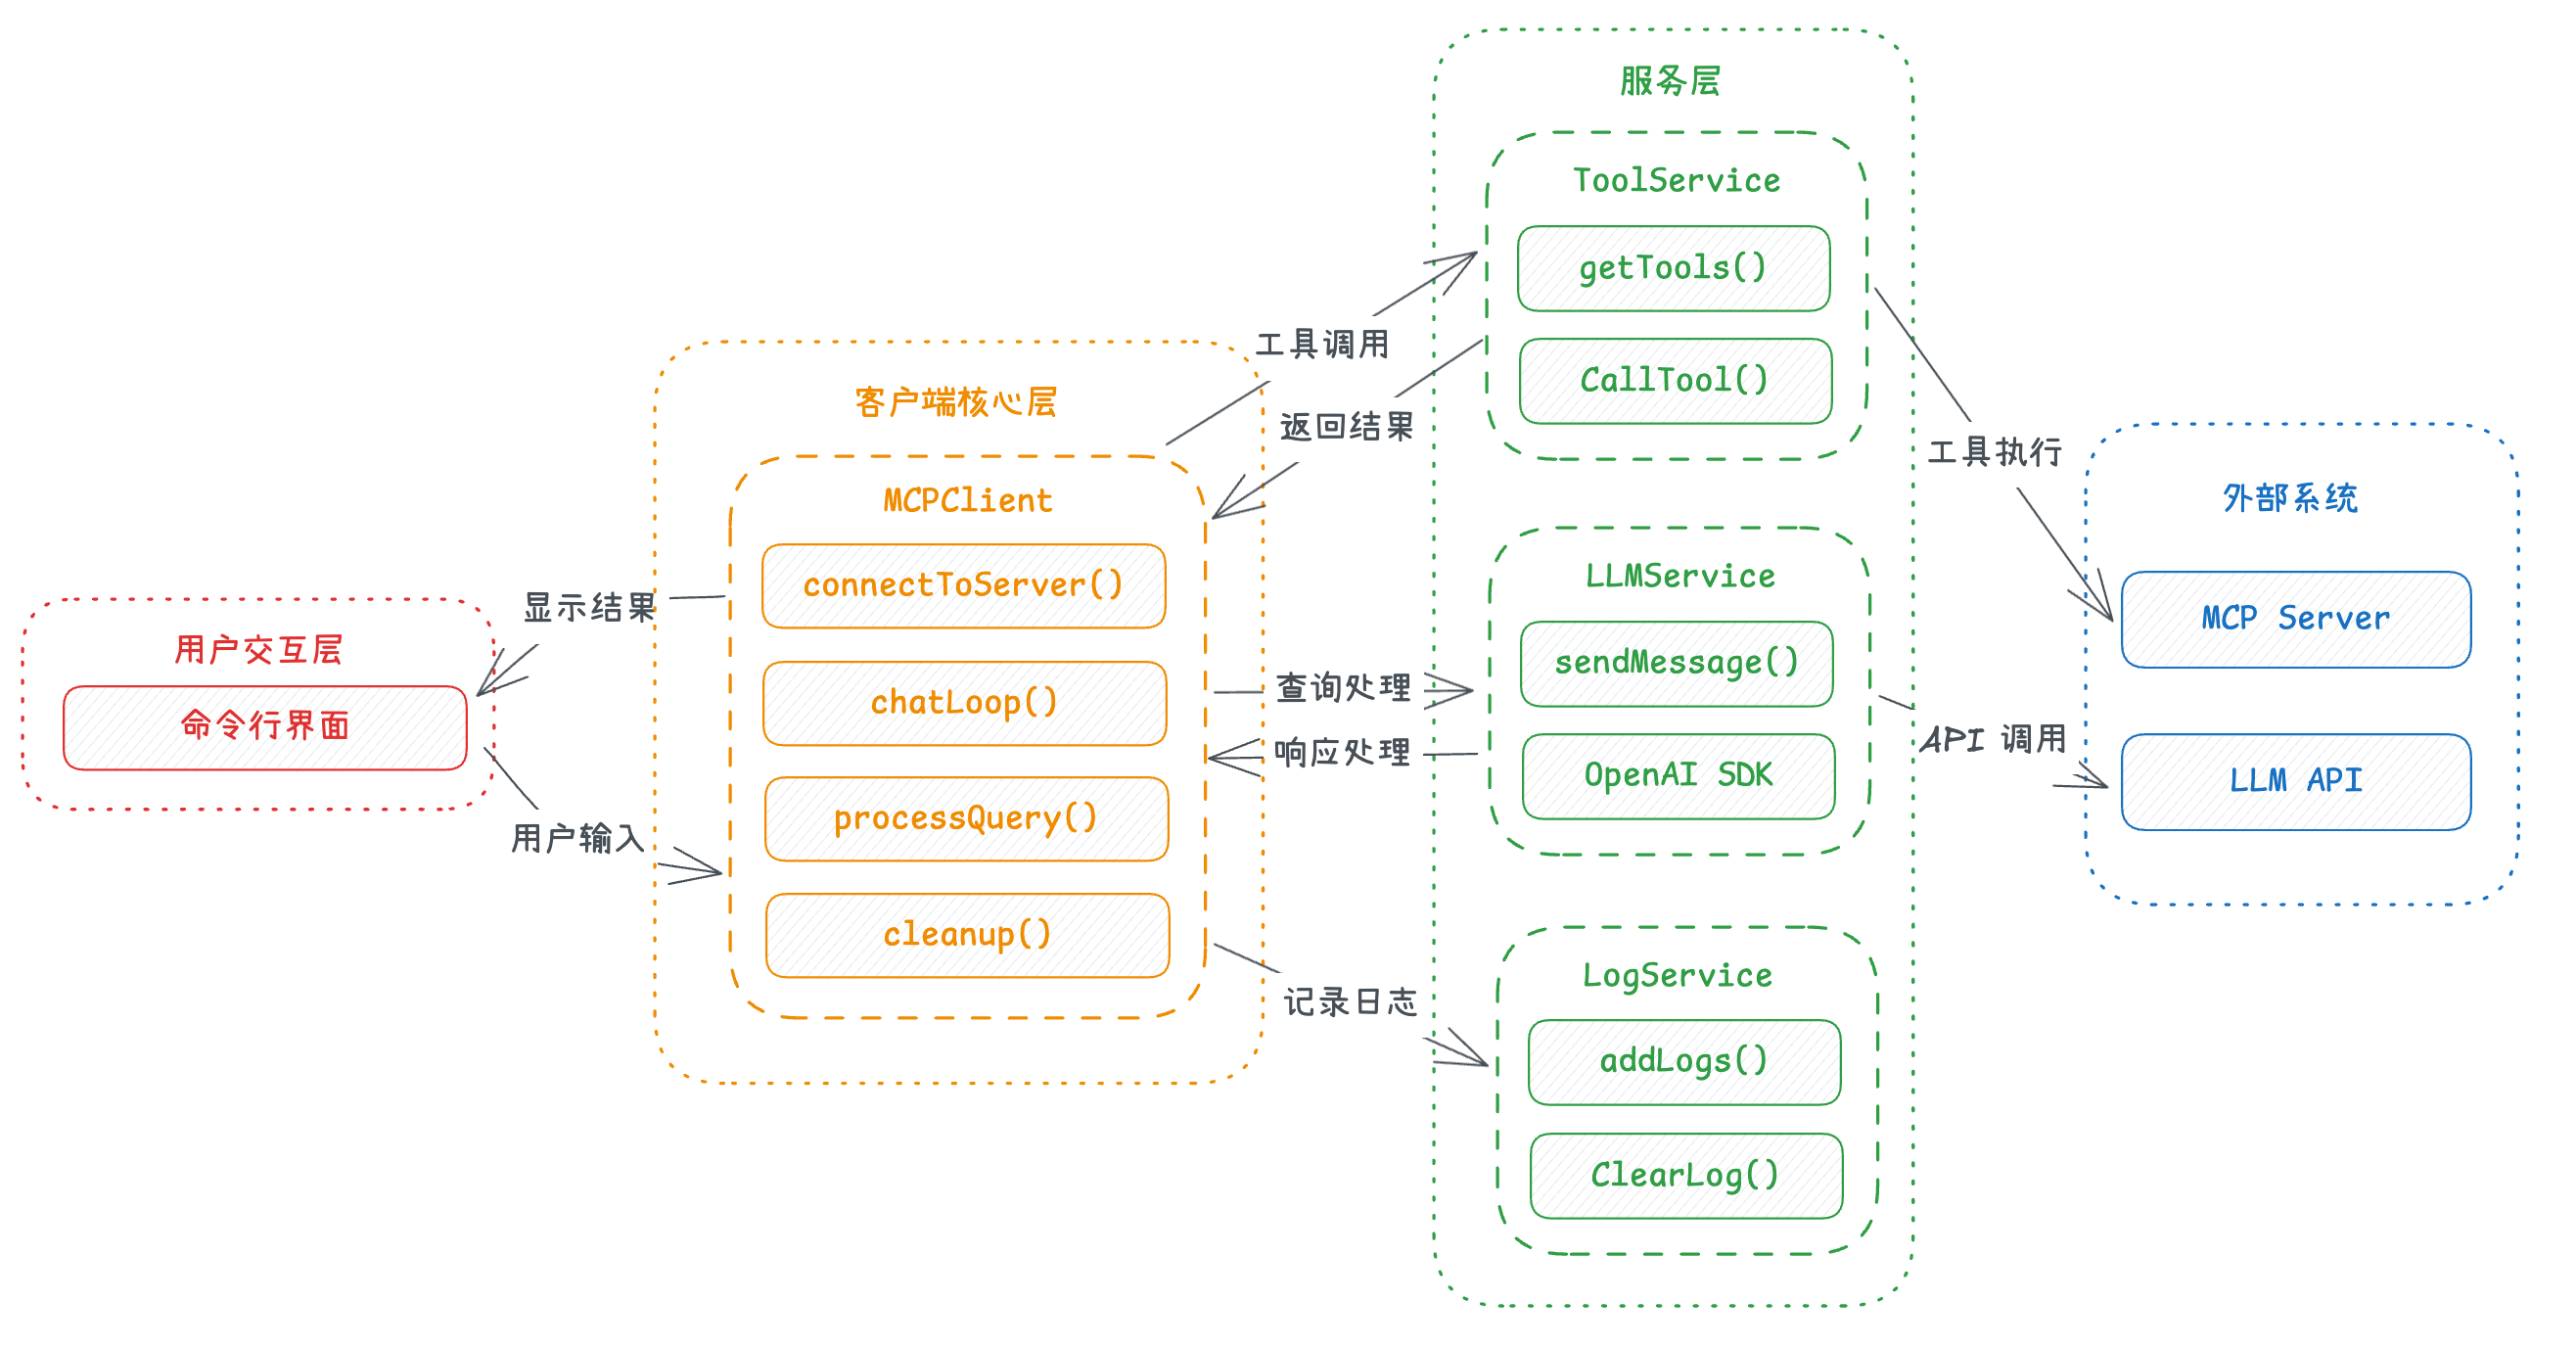 用户交互层
命令行界面
显示结果
用户输入
客户端核心层
MCPClient
connectToServer()
chatLoop()
processQuery()
cleanup()
工具调用
返回结果
查询处理
响应处理
记录日志
服务层
ToolService
getTools()
CallTool()
LLMService
sendMessage()
OpenAI SDK
LogService
addLogs()
ClearLog()
工具执行
API 调用
外部系统
MCP Server
LLM API